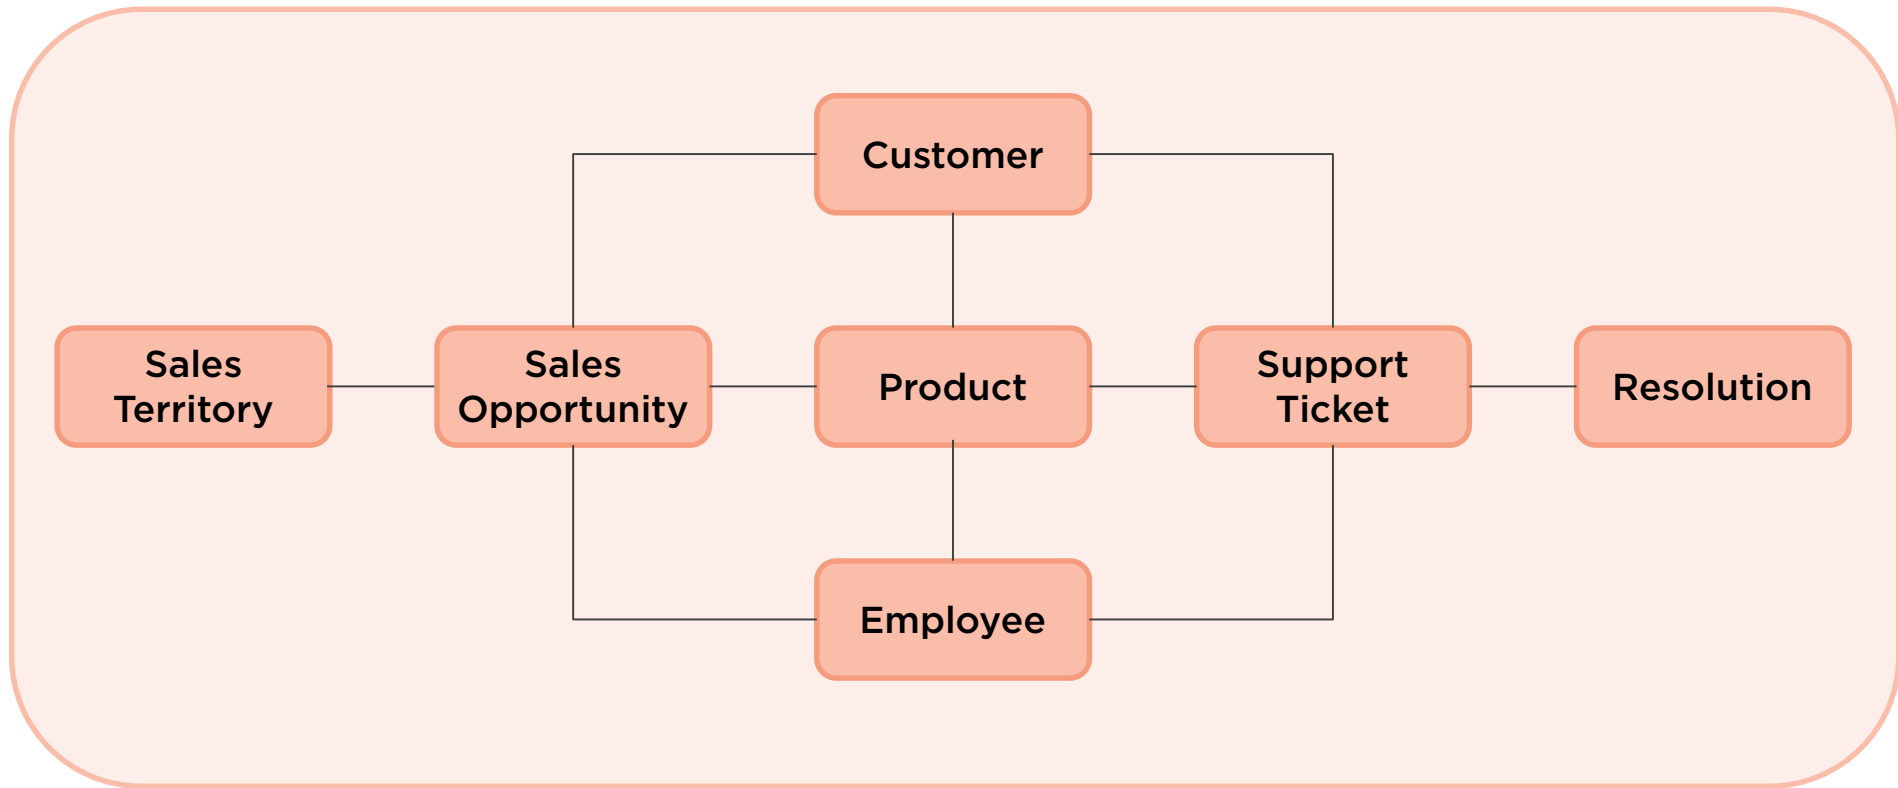 Customer
Sales
Territory
Sales
Opportunity
Product
Support
Ticket
Resolution
Employee